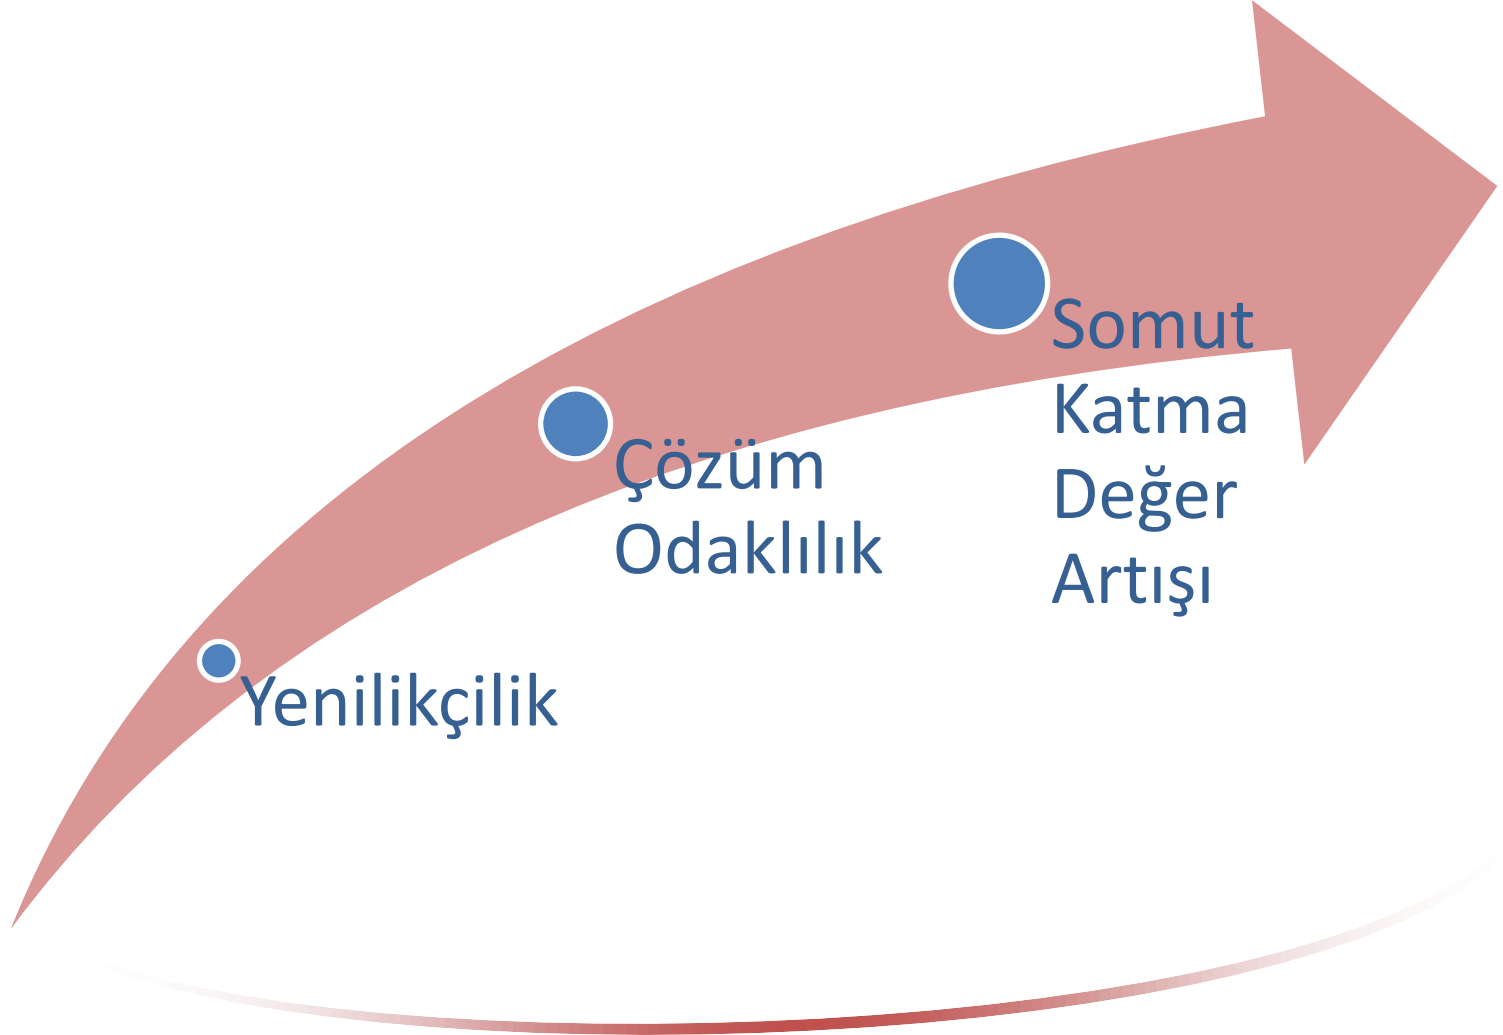 Yenilikçilik
Çözüm
Odaklılık
Somut
Katma
Değer
Artışı